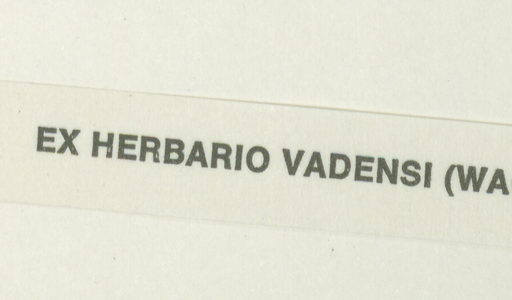 EX HERBARIO VADENSI (WA